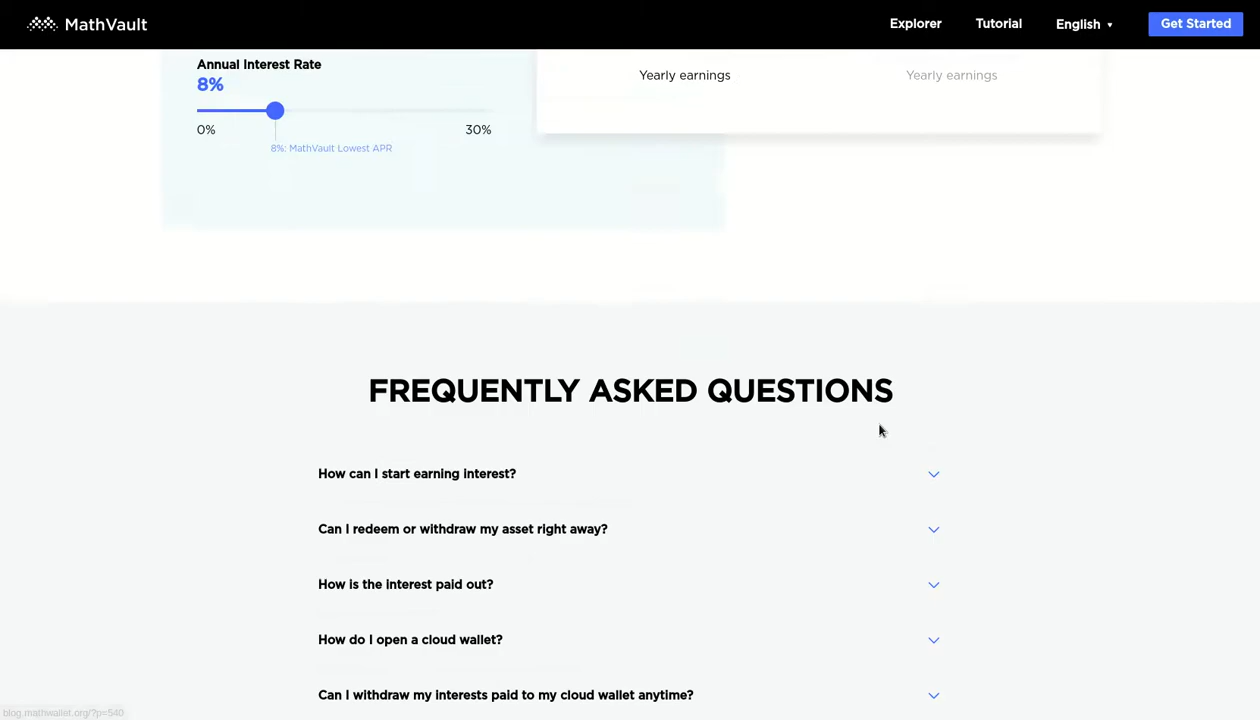 MathVault
Explorer
Tutorial
English
Get Started
Annual Interest Rate
8%
0%
30%
8%: MathVault Lowest APR
Yearly earnings
Yearly earnings
FREQUENTLY ASKED QUESTIONS
How can I start earning interest?
Can I redeem or withdraw my asset right away?
How is the interest paid out?
How do I open a cloud wallet?
Can I withdraw my interests paid to my cloud wallet anytime?
blog.mathwallet.org/?p=540